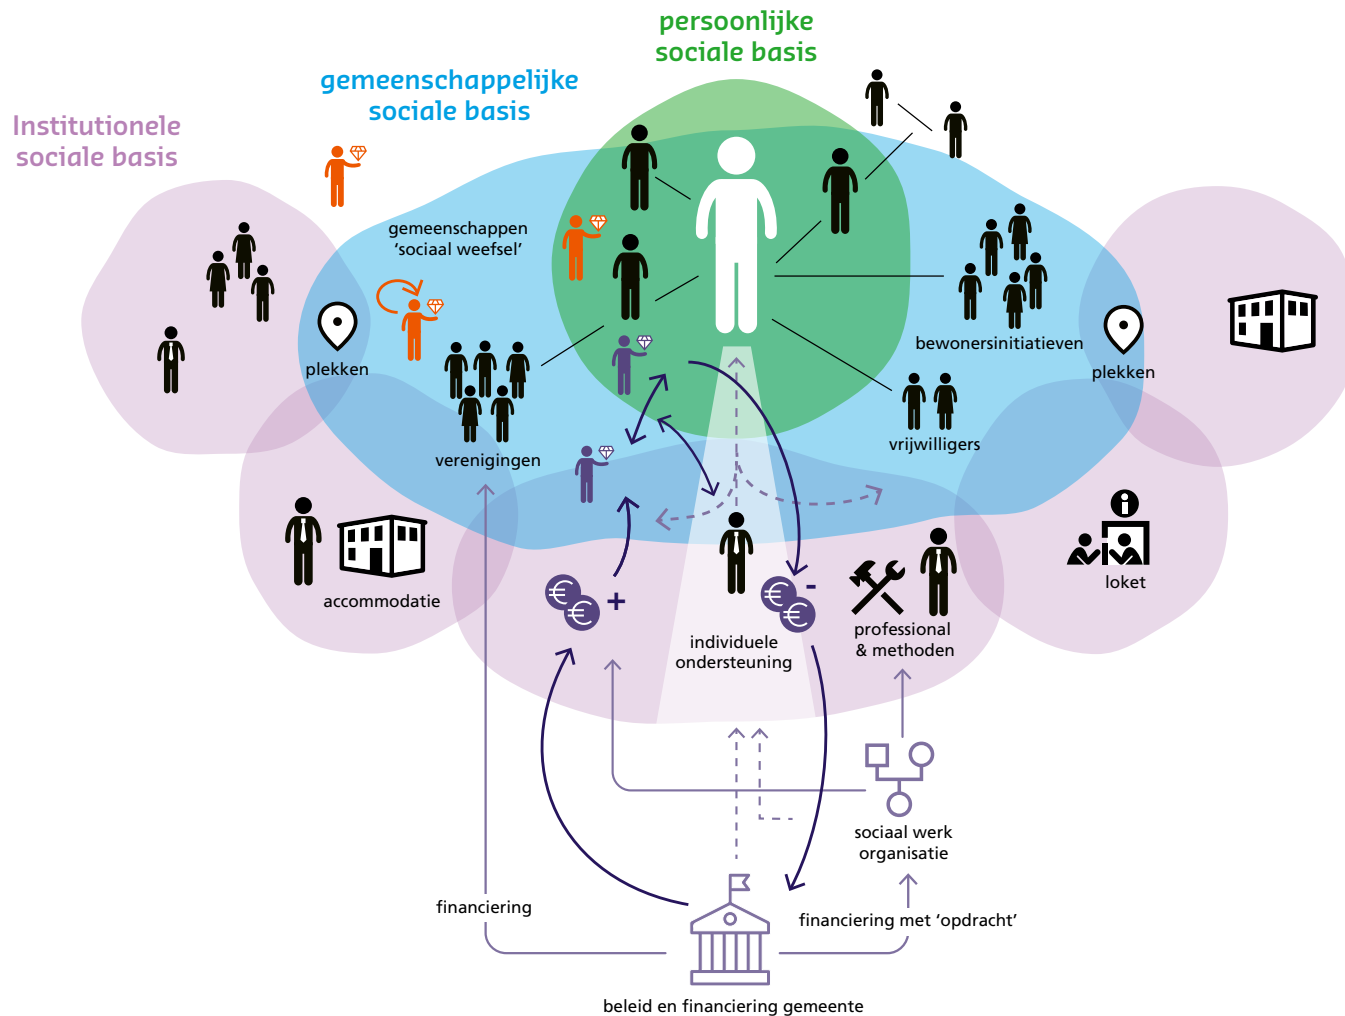 persoonlijke
sociale basis
gemeenschappelijke
sociale basis
Institutionele
sociale basis
gemeenschappen
'sociaal weefsel'
plekken
bewonersinitiatieven
plekken
verenigingen
vrijwilligers
accommodatie
loket
+
-
individuele
ondersteuning
professional
& methoden
sociaal werk
organisatie
financiering
financiering met 'opdracht'
beleid en financiering gemeente